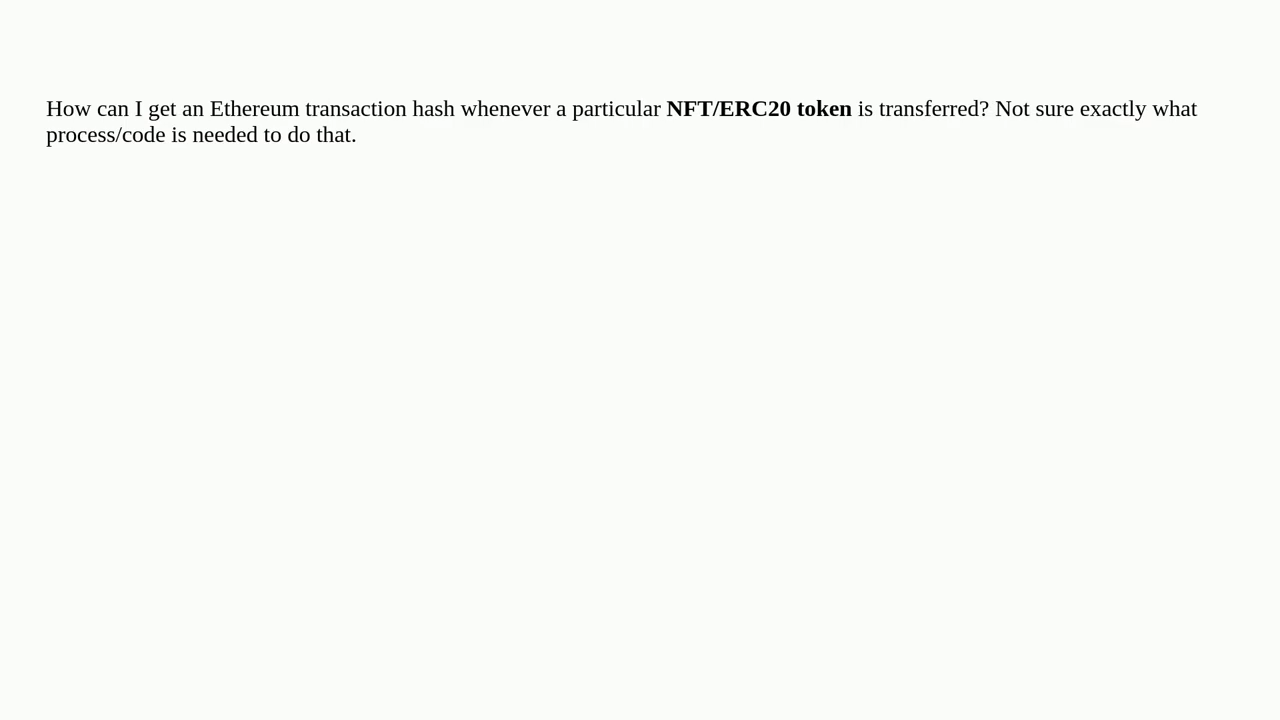 How can I get an Ethereum transaction hash whenever a particular NFT/ERC20 token is transferred? Not sure exactly what
process/code is needed to do that.